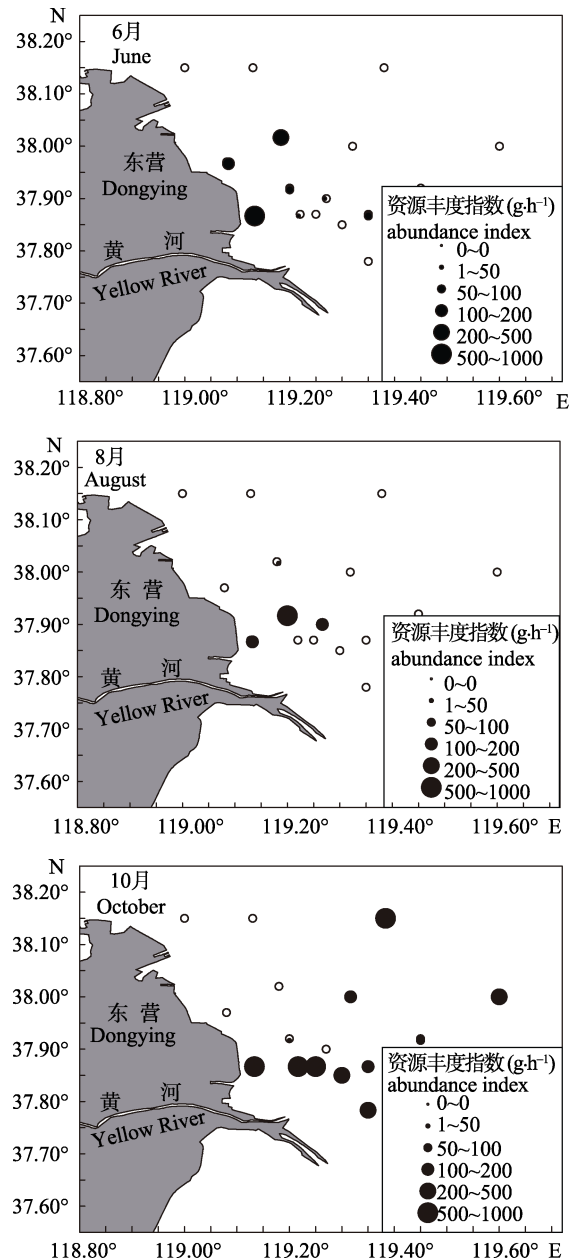 N
6月
June
38.20°
38.10°
38.00°
37.90°
37.80°
37.70°
37.60°
东营
Dongying
黄 河
Yellow River
资源丰度指数(g·h⁻¹)
abundance index
0~0
1~50
50~100
100~200
200~500
500~1000
118.80° 119.00° 119.20° 119.40° 119.60° E
N
8月
August
38.20°
38.10°
38.00°
37.90°
37.80°
37.70°
37.60°
东 营
Dongying
黄 河
Yellow River
资源丰度指数(g·h⁻¹)
abundance index
0~0
1~50
50~100
100~200
200~500
500~1000
118.80° 119.00° 119.20° 119.40° 119.60° E
N
10月
October
38.20°
38.10°
38.00°
37.90°
37.80°
37.70°
37.60°
东 营
Dongying
黄 河
Yellow River
资源丰度指数(g·h⁻¹)
abundance index
0~0
1~50
50~100
100~200
200~500
500~1000
118.80° 119.00° 119.20° 119.40° 119.60° E